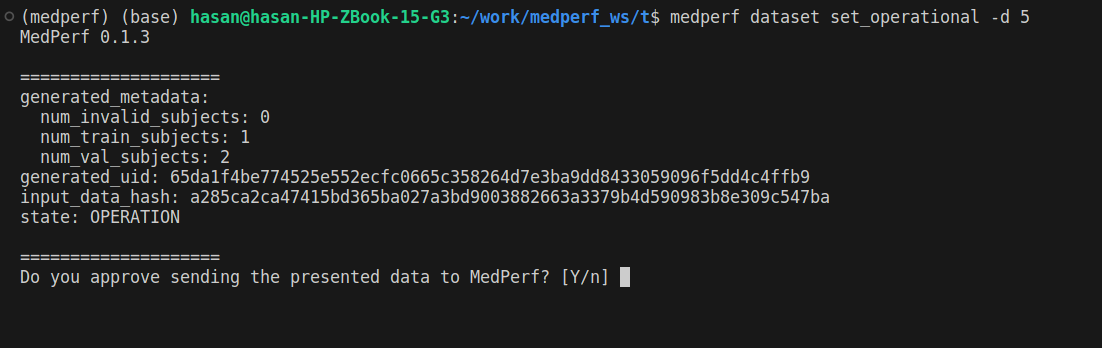 (medperf) (base) hasan@hasan-HP-ZBook-15-G3:~/work/medperf_ws/t$ medperf dataset set_operational -d 5
MedPerf 0.1.3
====================
generated_metadata:
  num_invalid_subjects: 0
  num_train_subjects: 1
  num_val_subjects: 2
generated_uid: 65da1f4be774525e552ecfc0665c358264d7e3ba9dd8433059096f5dd4c4ffb9
input_data_hash: a285ca2ca47415bd365ba027a3bd9003882663a3379b4d590983b8e309c547ba
state: OPERATION
====================
Do you approve sending the presented data to MedPerf? [Y/n]